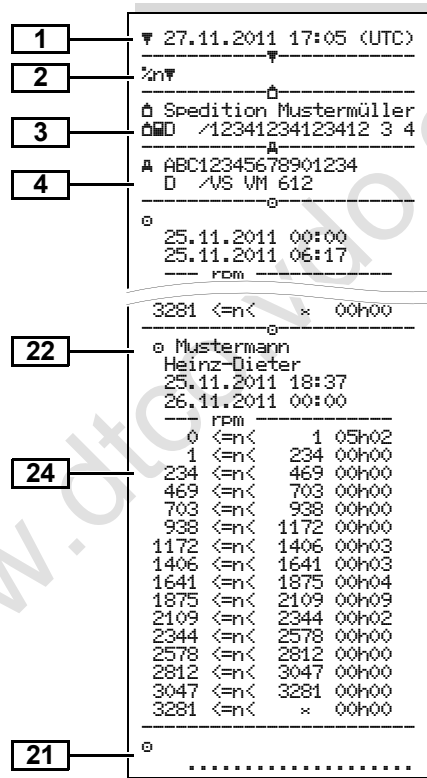 1 ▼ 27.11.2011 17:05 (UTC)
2 %n▼
Spedition Mustermüller
3 D /12341234123412 3 4
A ABC12345678901234
4 D /VS VM 612
25.11.2011 00:00
25.11.2011 06:17
--- rpm ---
3281 <=n< × 00h00
22 Mustermann
Heinz-Dieter
25.11.2011 18:37
26.11.2011 00:00
--- rpm ---
0 <=n< 1 05h02
1 <=n< 234 00h00
24 234 <=n< 469 00h00
469 <=n< 703 00h00
703 <=n< 938 00h00
938 <=n< 1172 00h00
1172 <=n< 1406 00h03
1406 <=n< 1641 00h03
1641 <=n< 1875 00h04
1875 <=n< 2109 00h09
2109 <=n< 2344 00h02
2344 <=n< 2578 00h00
2578 <=n< 2812 00h00
2812 <=n< 3047 00h00
3047 <=n< 3281 00h00
3281 <=n< × 00h00
21